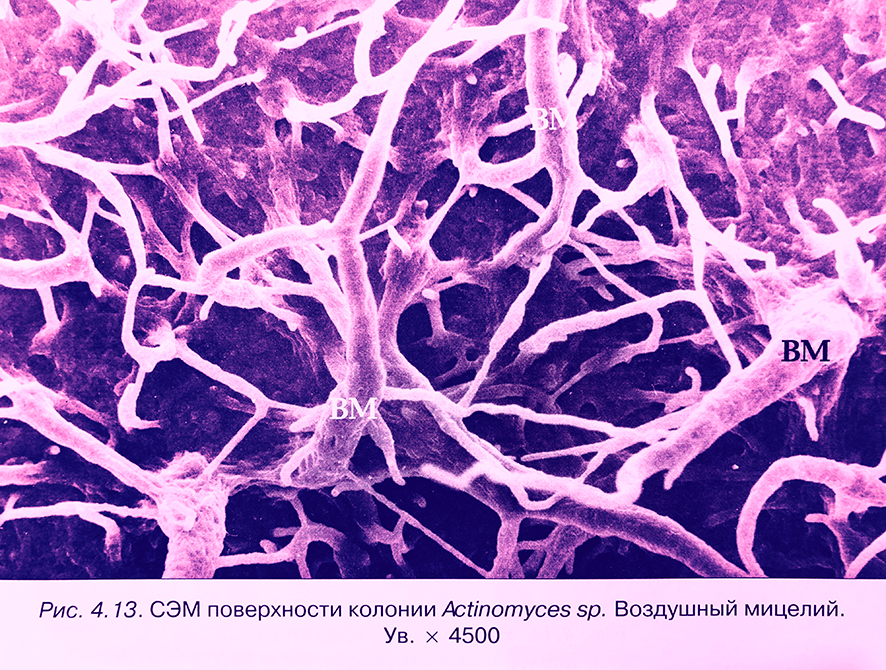 ВМ
ВМ
ВМ
Рис. 4.13. СЭМ поверхности колонии Actinomyces sp. Воздушный мицелий.
Ув. × 4500